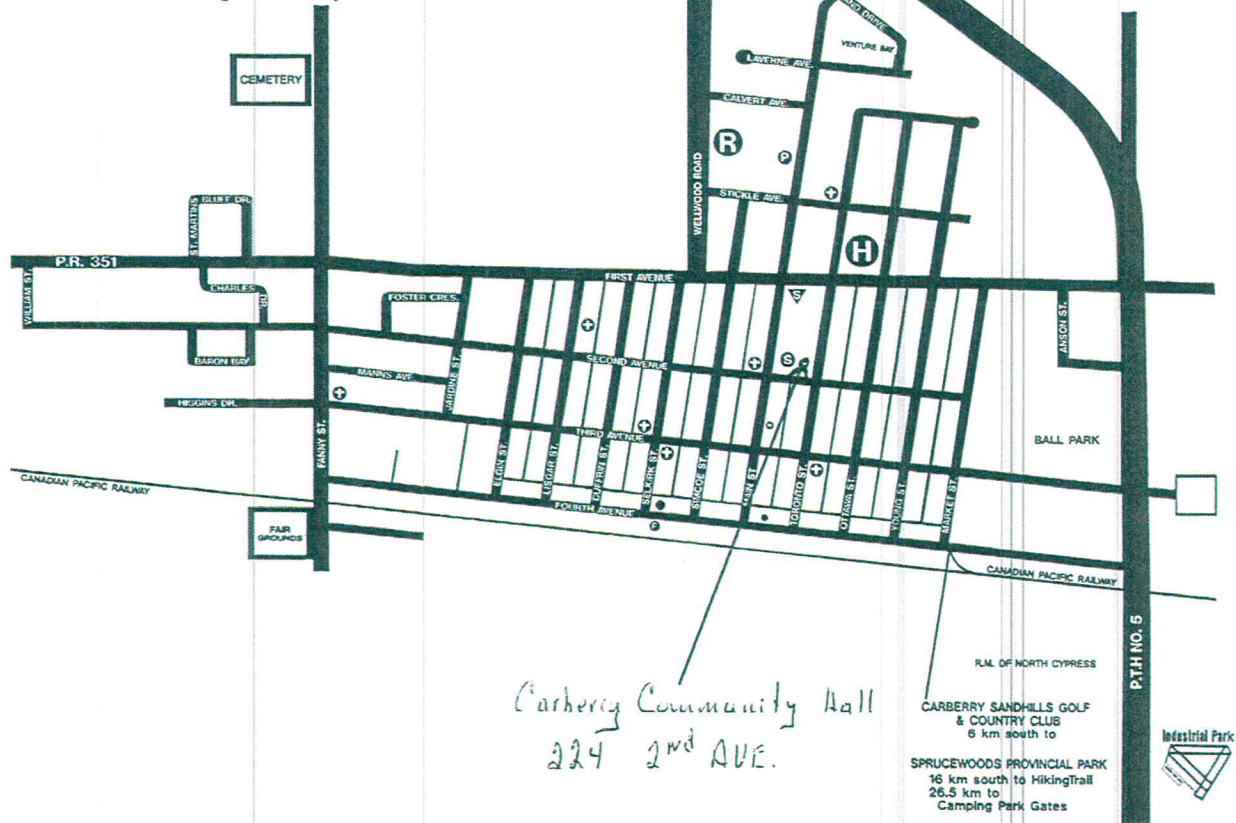 VENTURE BAY
LAVERNE AVE.
CEMETERY
CALVERT AVE.
R
P
WELLWOOD ROAD
STICKLE AVE.
BLUFF DR.
ST. MARTINS
H
P.R. 351
FIRST AVENUE
WILLIAM ST.
CHARLES
FOSTER CRES.
S
ANSON ST.
SECOND AVENUE
S
BARON BAY
MANNS AVE.
JARDINE ST.
HIGGINS DR.
FANNY ST.
THIRD AVENUE
BALL PARK
ELGIN ST.
LISGAR ST.
DUFFRIN ST.
SELKIRK ST.
SIMCOE ST.
MAIN ST.
TORONTO ST.
OTTAWA ST.
YOUNG ST.
MARKET ST.
CANADIAN PACIFIC RAILWAY
FOURTH AVENUE
FAIR
GROUNDS
CANADIAN PACIFIC RAILWAY
P.T.H NO. 5
R.M. OF NORTH CYPRESS
Carberry Community Hall
224 2nd AVE.
CARBERRY SANDHILLS GOLF
& COUNTRY CLUB
6 km south to
Industrial Park
SPRUCEWOODS PROVINCIAL PARK
16 km south to HikingTrail
26.5 km to
Camping Park Gates